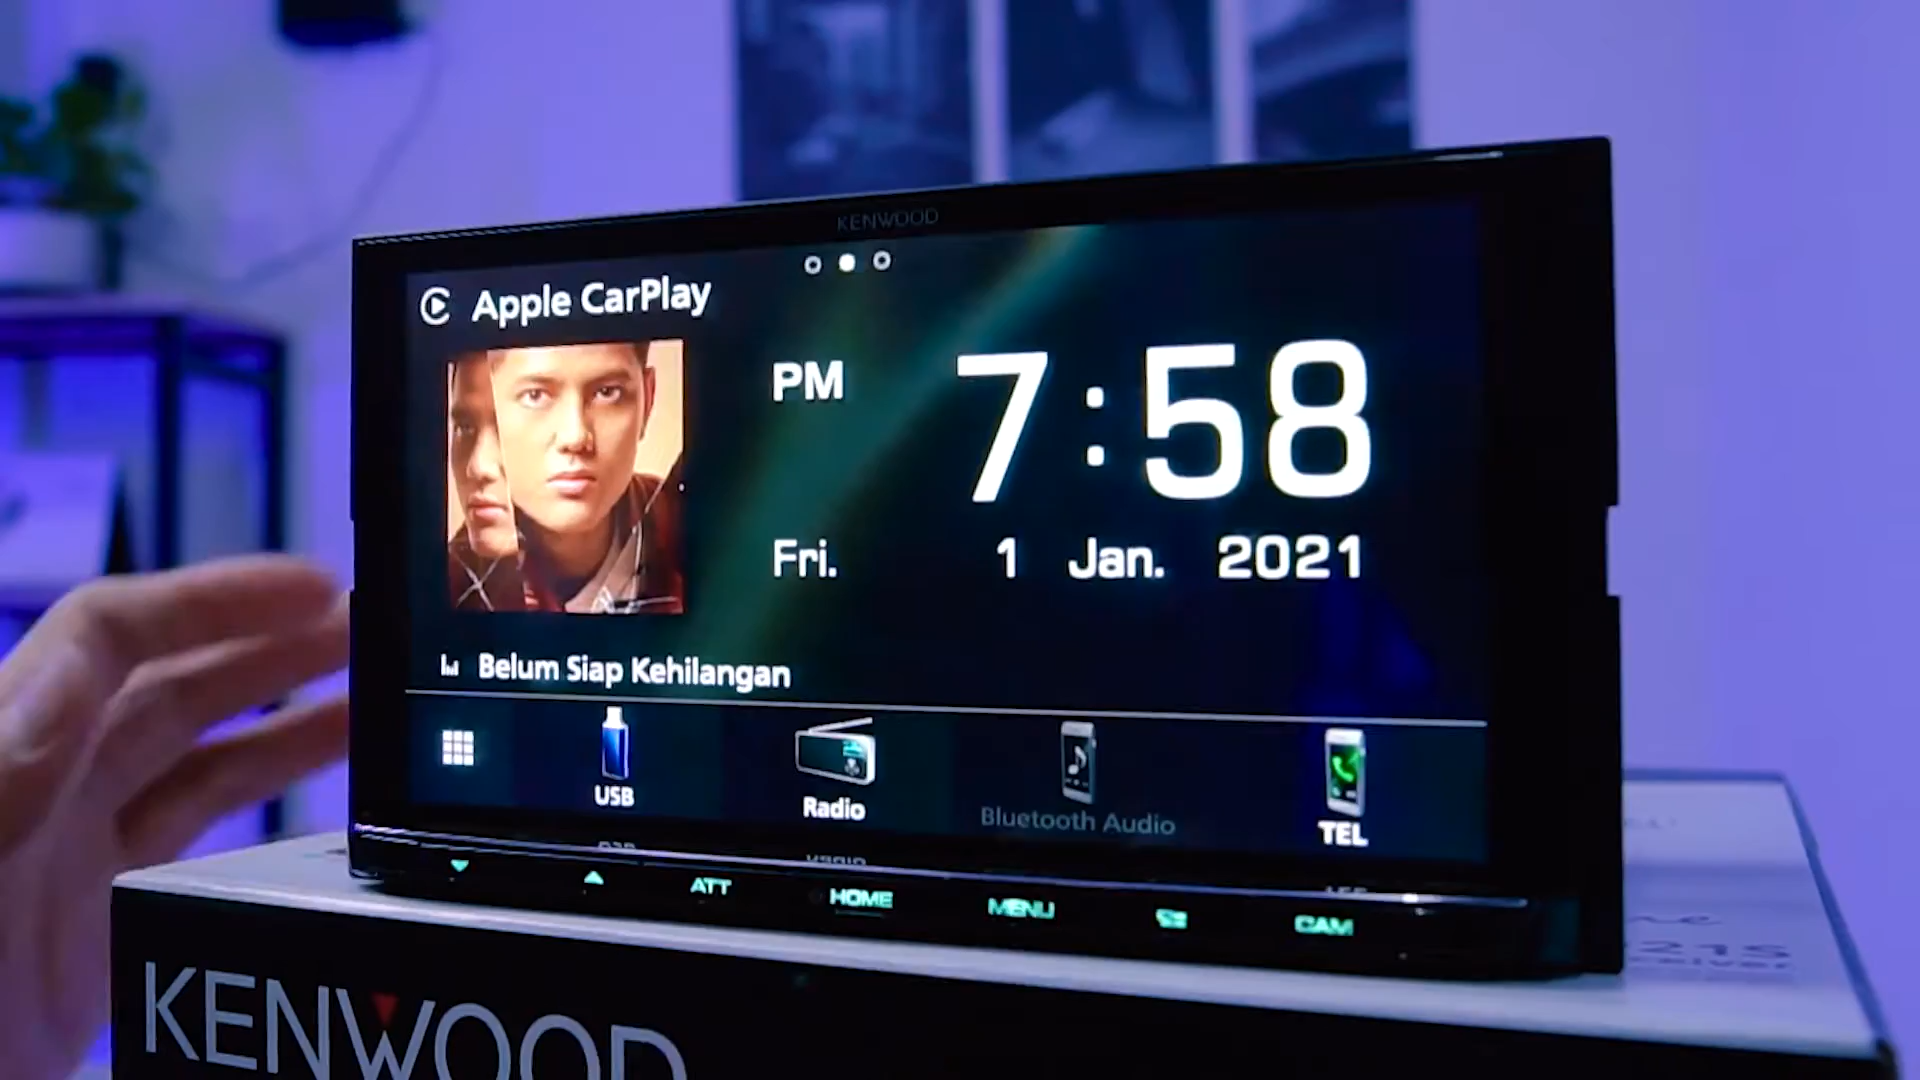 KENWOOD
Apple CarPlay
PM 7:58
Fri. 1 Jan. 2021
Belum Siap Kehilangan
USB
Radio
Bluetooth Audio
TEL
ATT
HOME
MENU
CAM
KENWOOD